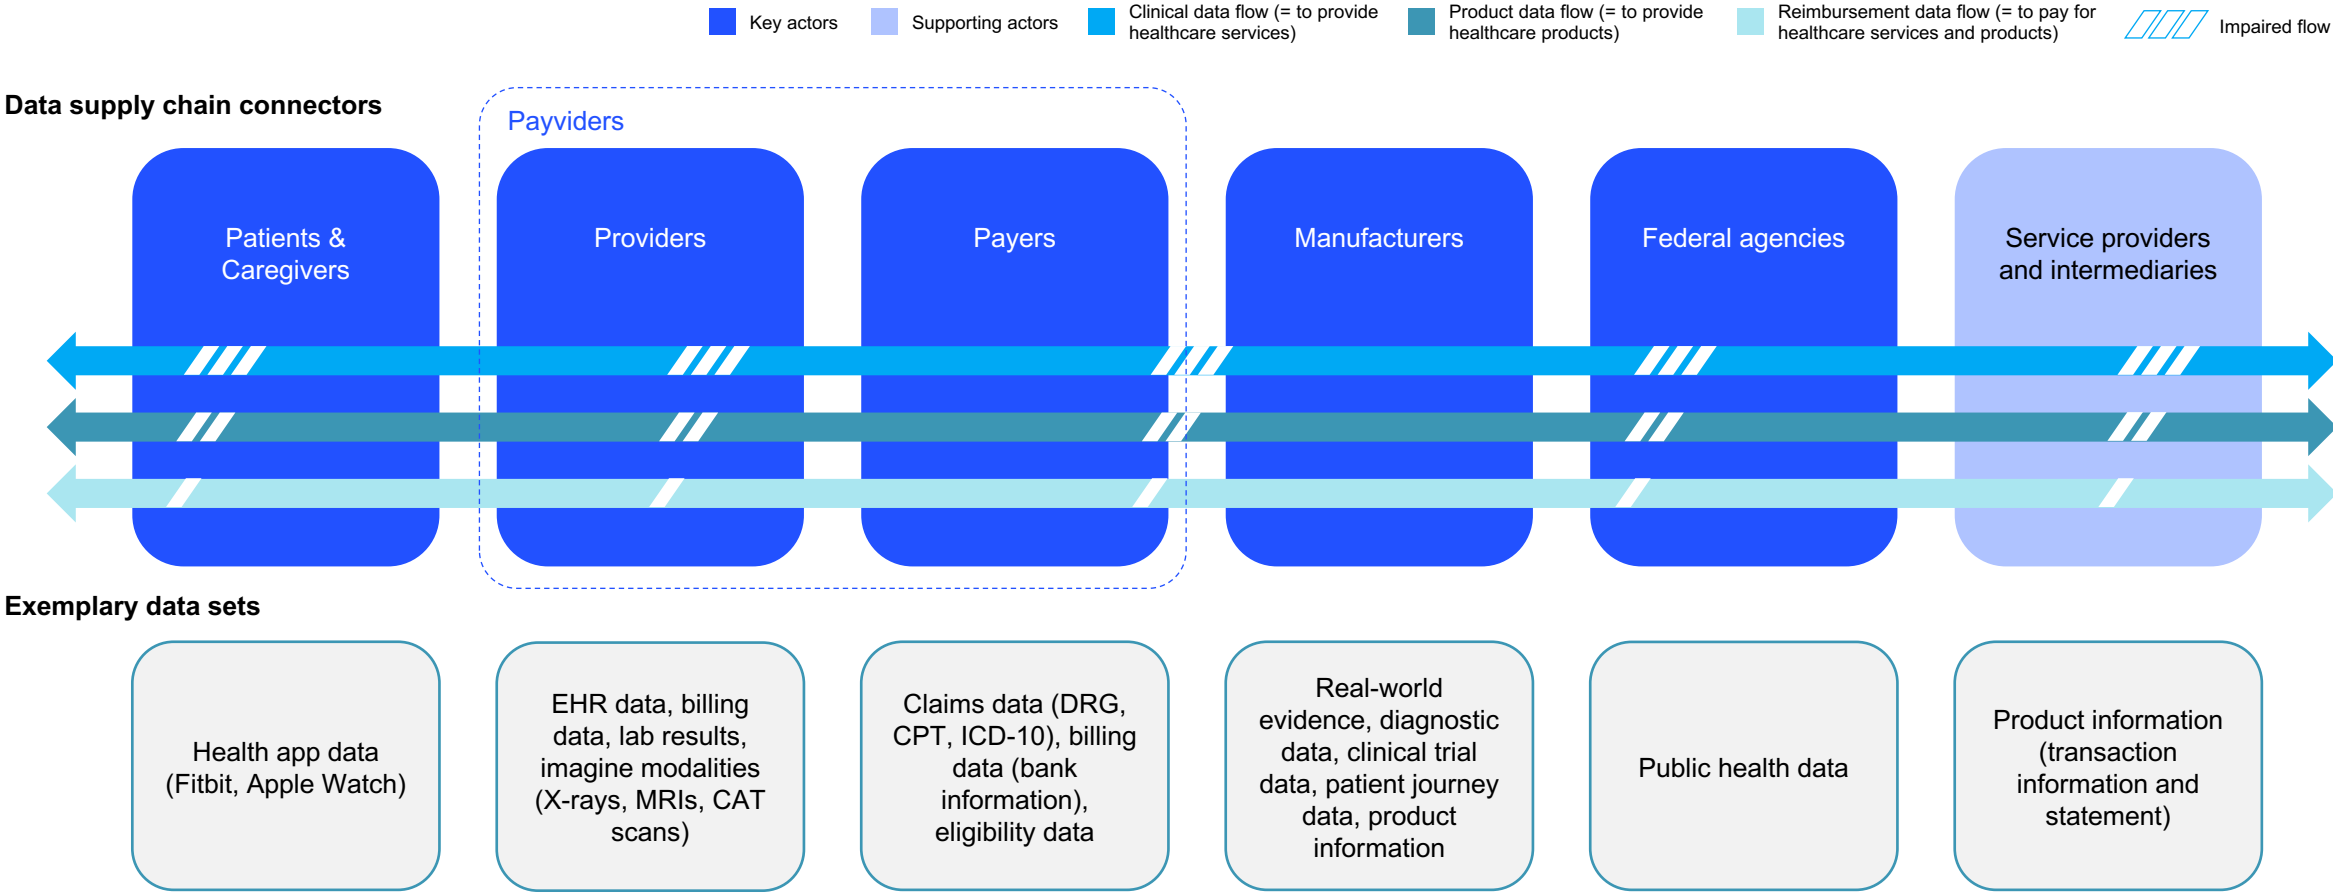 Key actors
Supporting actors
Clinical data flow (= to provide
healthcare services)
Product data flow (= to provide
healthcare products)
Reimbursement data flow (= to pay for
healthcare services and products)
Impaired flow
Data supply chain connectors
Payviders
Patients &
Caregivers
Providers
Payers
Manufacturers
Federal agencies
Service providers
and intermediaries
Exemplary data sets
Health app data
(Fitbit, Apple Watch)
EHR data, billing
data, lab results,
imagine modalities
(X-rays, MRIs, CAT
scans)
Claims data (DRG,
CPT, ICD-10), billing
data (bank
information),
eligibility data
Real-world
evidence, diagnostic
data, clinical trial
data, patient journey
data, product
information
Public health data
Product information
(transaction
information and
statement)